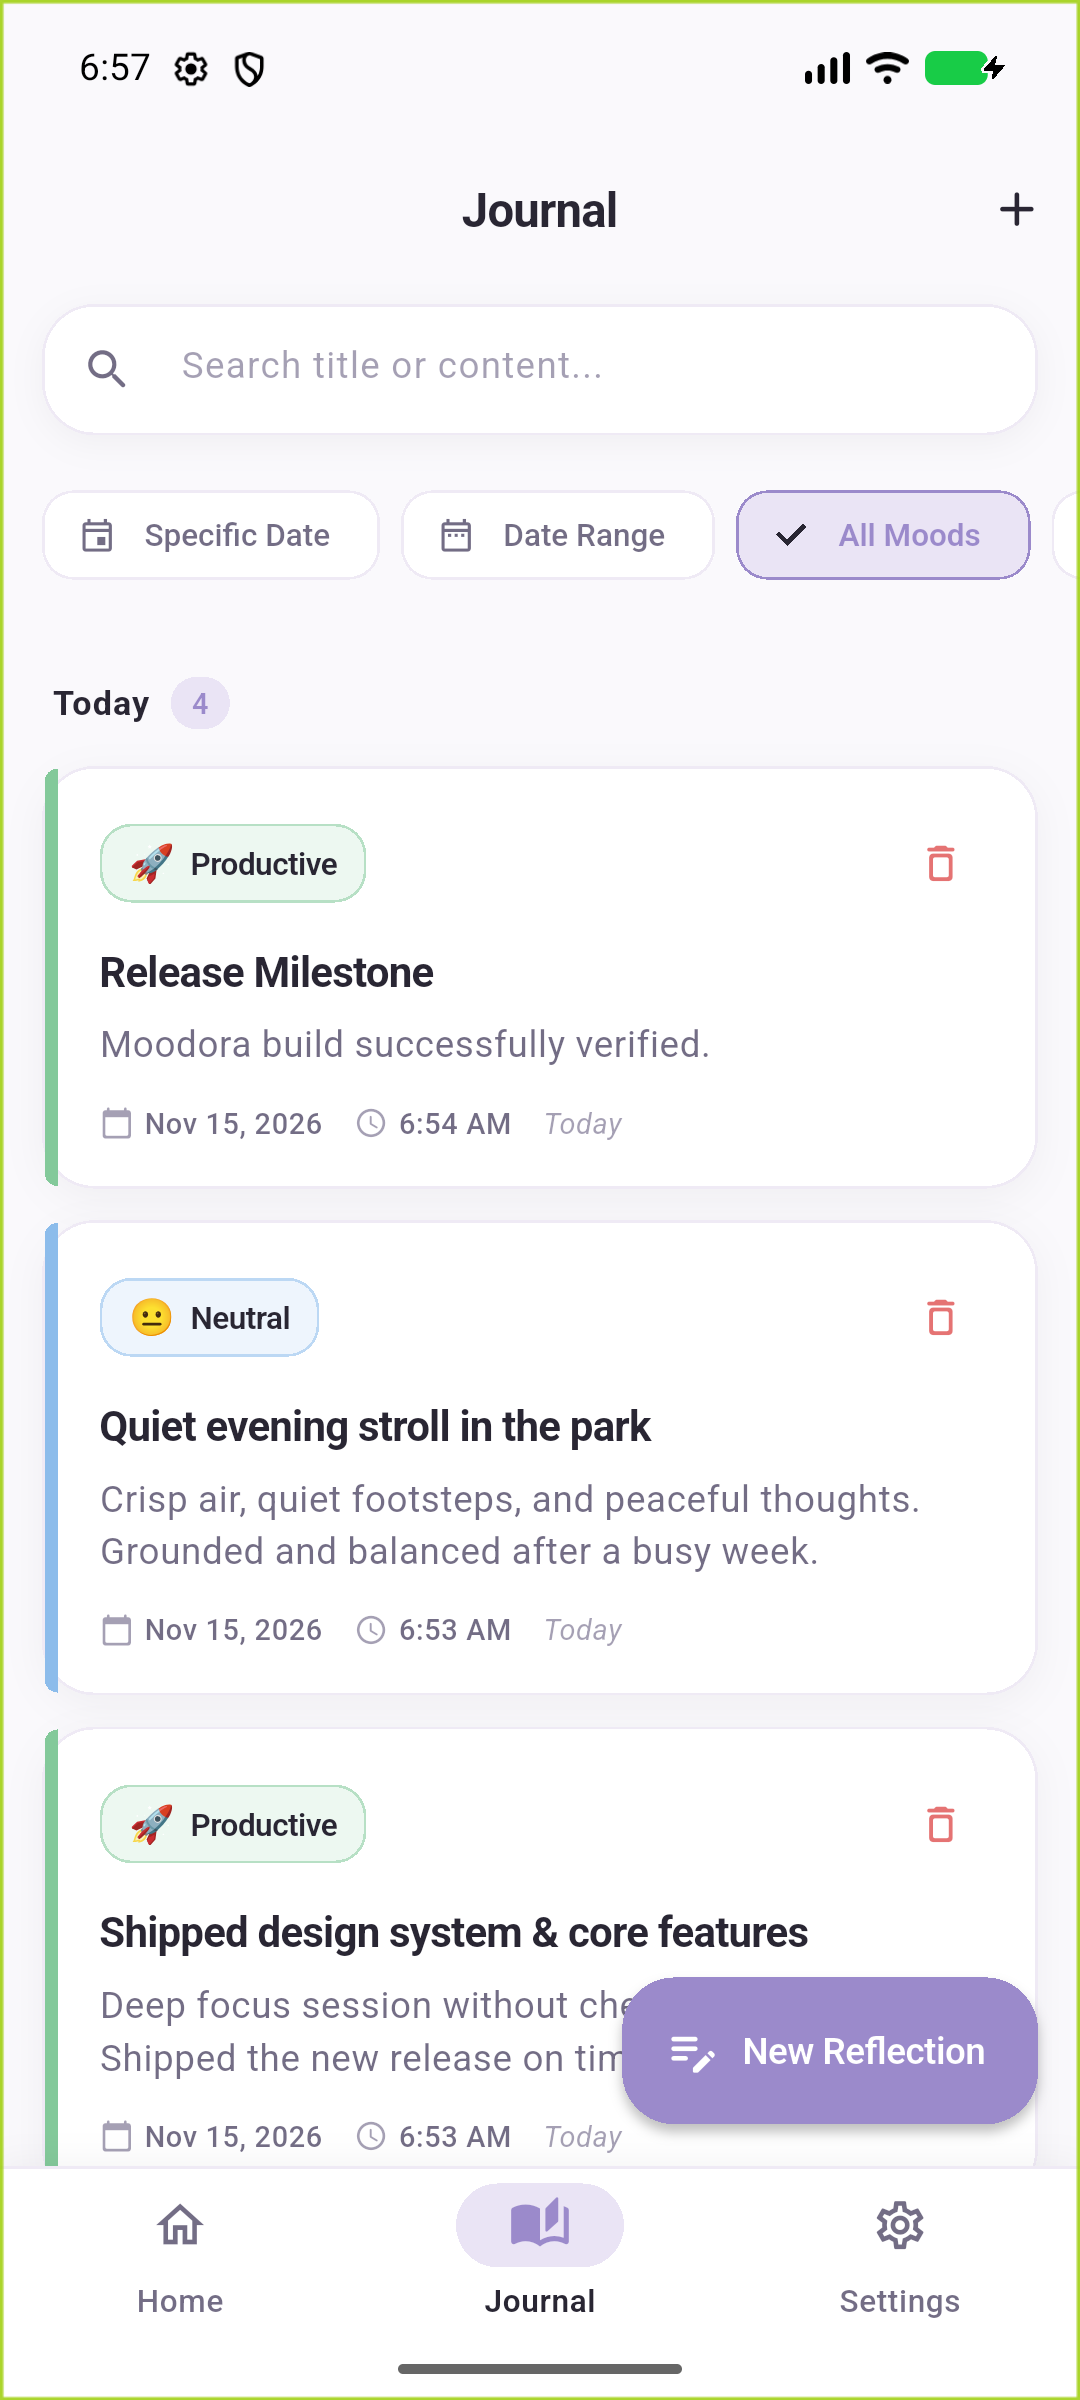 6:57
Journal
Search title or content...
Specific Date
Date Range
All Moods
Today 4
Productive
Release Milestone
Moodora build successfully verified.
Nov 15, 2026 6:54 AM Today
Neutral
Quiet evening stroll in the park
Crisp air, quiet footsteps, and peaceful thoughts.
Grounded and balanced after a busy week.
Nov 15, 2026 6:53 AM Today
Productive
Shipped design system & core features
Deep focus session without
Shipped the new release on
New Reflection
Nov 15, 2026 6:53 AM Today
Home
Journal
Settings